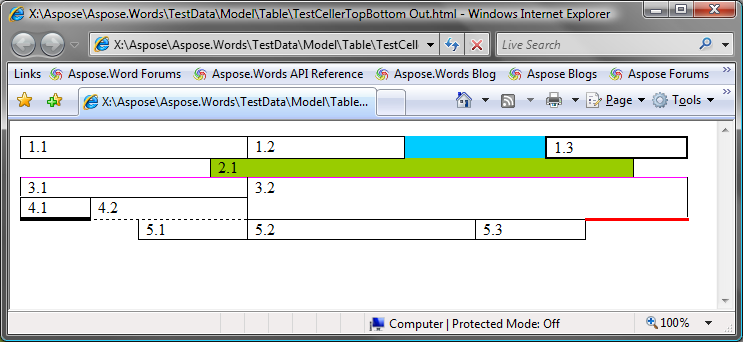 X:\Aspose\Aspose.Words\TestData\Model\Table\TestCellerTopBottom Out.html - Windows Internet Explorer
X:\Aspose\Aspose.Words\TestData\Model\Table\TestCell Live Search
Links Aspose.Word Forums Aspose.Words API Reference Aspose.Words Blog Aspose Blogs Aspose Forums »
X:\Aspose\Aspose.Words\TestData\Model\Table... Page Tools »
1.1 1.2 1.3
2.1
3.1 3.2
4.1 4.2
5.1 5.2 5.3
Computer | Protected Mode: Off 100%